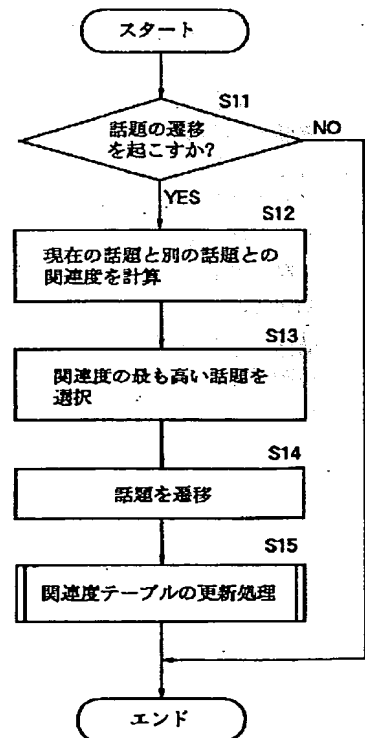 スタート
S11
話題の遷移
を起こすか?
NO
YES
S12
現在の話題と別の話題との
関連度を計算
S13
関連度の最も高い話題を
選択
S14
話題を遷移
S15
関連度テーブルの更新処理
エンド